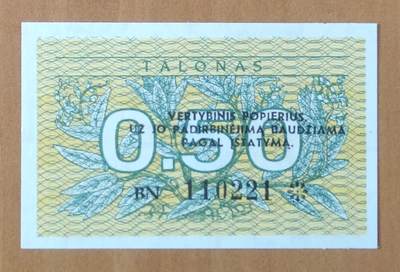 TALONAS
0.50
VERTYBINIS POPIERIUS
UŽ JO PADIRBINĖJIMĄ BAUDŽIAMA
PAGAL ĮSTATYMĄ.
BN 110221